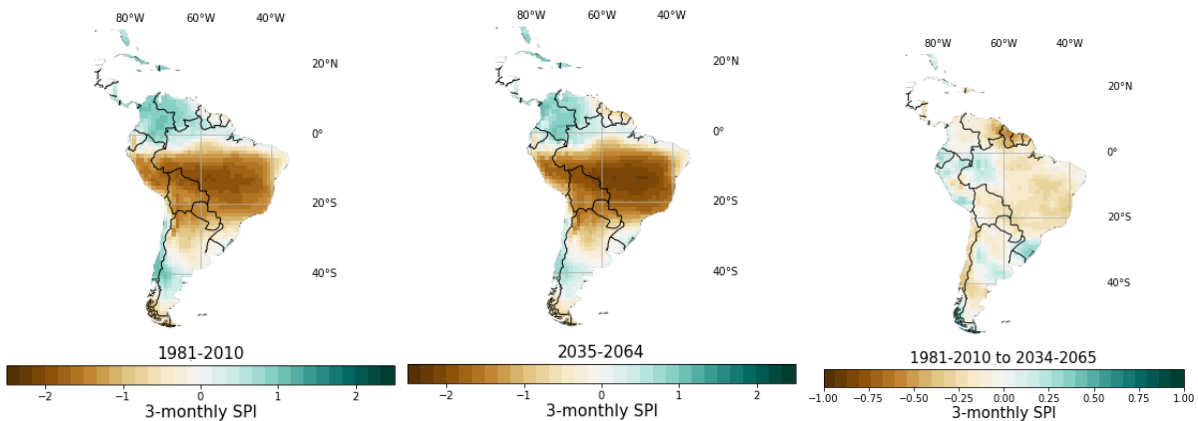 80°W 60°W 40°W
20°N
0°
20°S
40°S
1981-2010
−2 −1 0 1 2
3-monthly SPI
80°W 60°W 40°W
20°N
0°
20°S
40°S
2035-2064
−2 −1 0 1 2
3-monthly SPI
80°W 60°W 40°W
20°N
0°
20°S
40°S
1981-2010 to 2034-2065
−1.00 −0.75 −0.50 −0.25 0.00 0.25 0.50 0.75 1.00
3-monthly SPI